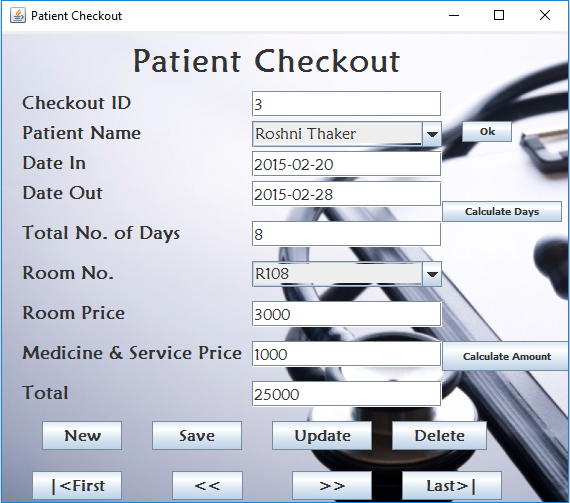 Patient Checkout
Patient Checkout
Checkout ID 3
Patient Name Roshni Thaker Ok
Date In 2015-02-20
Date Out 2015-02-28
Calculate Days
Total No. of Days 8
Room No. R108
Room Price 3000
Medicine & Service Price 1000 Calculate Amount
Total 25000
New Save Update Delete
|<First << >> Last>|